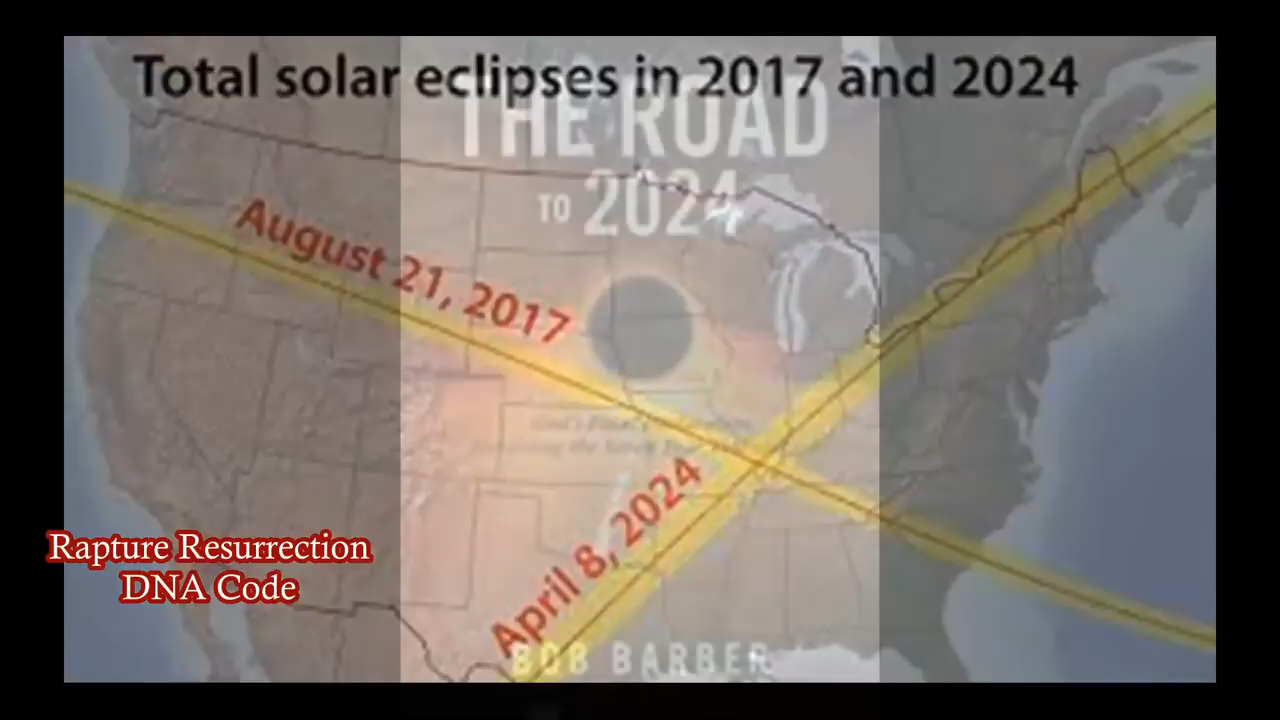 Total solar eclipses in 2017 and 2024
THE ROAD
TO 2024
August 21, 2017
April 8, 2024
Rapture Resurrection
DNA Code
BOB BARBER